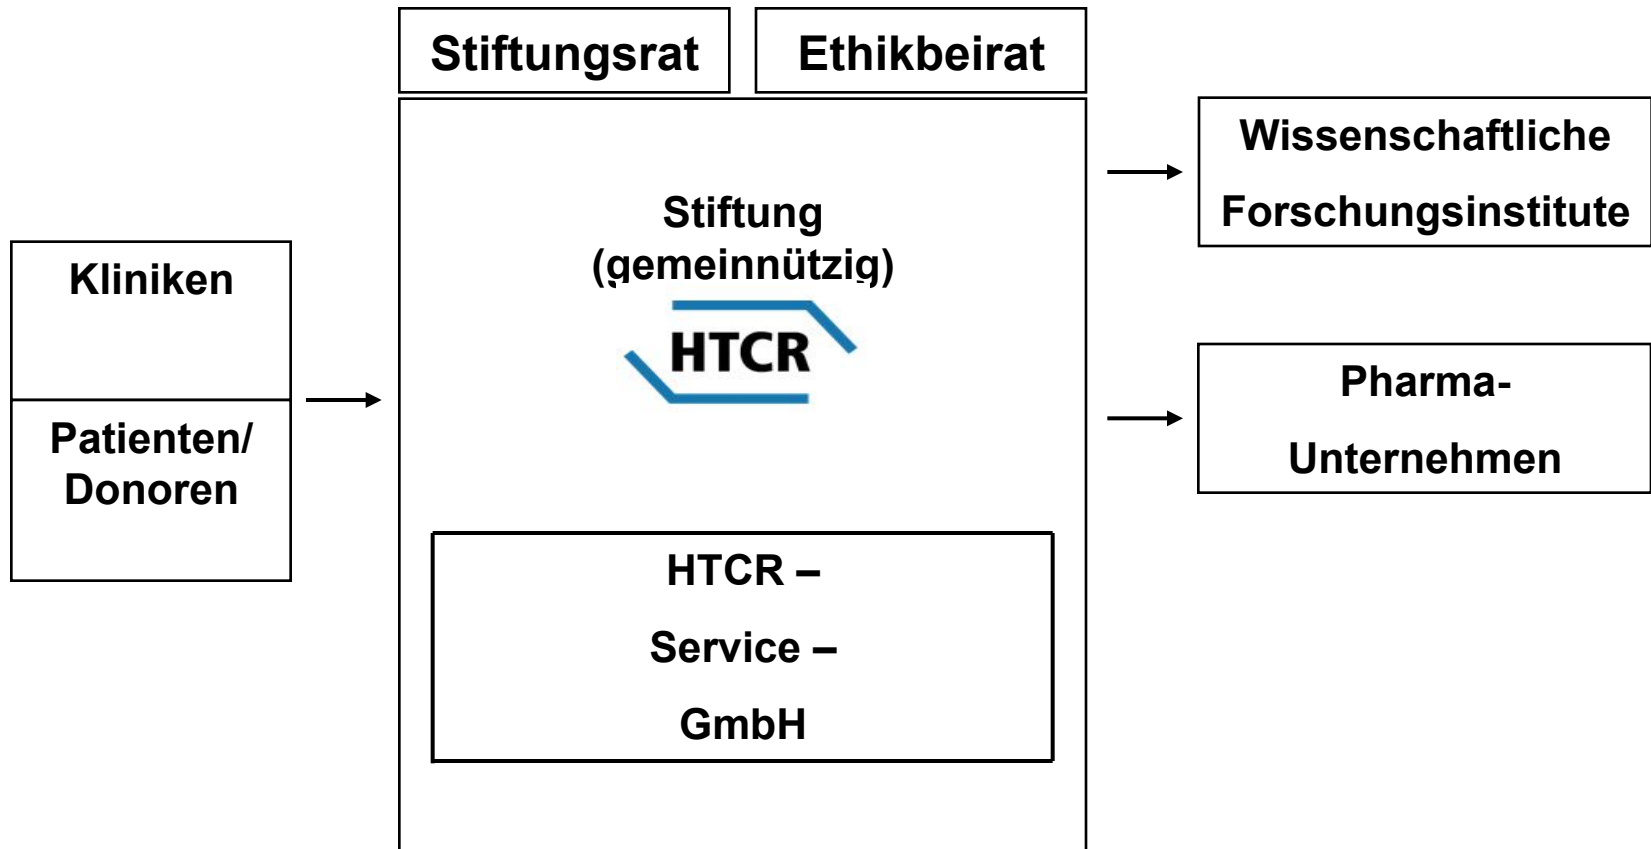 Stiftungsrat
Ethikbeirat
Kliniken
Patienten/
Donoren
Stiftung
(gemeinnützig)
HTCR
HTCR –
Service –
GmbH
Wissenschaftliche
Forschungsinstitute
Pharma-
Unternehmen